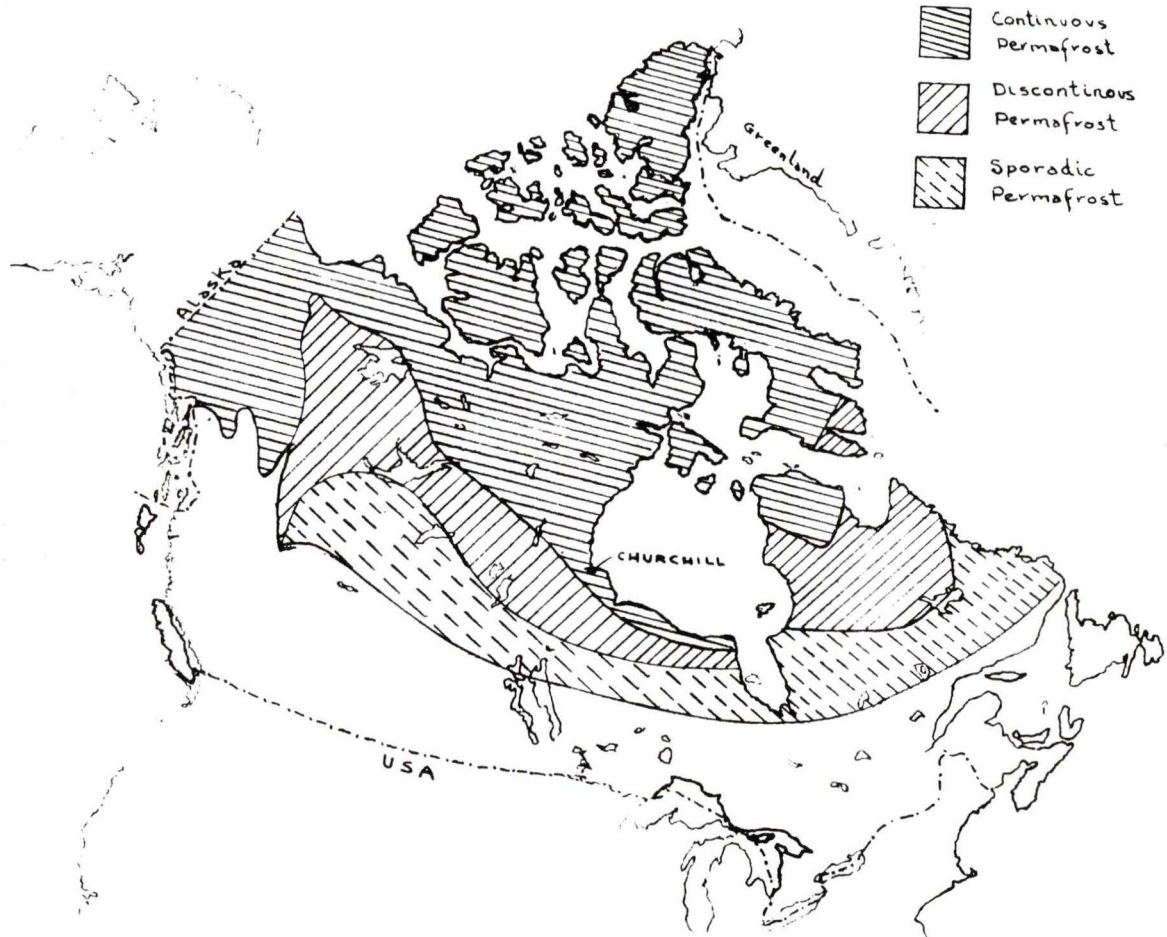 Continuous
Permafrost
Discontinous
Permafrost
Sporadic
Permafrost
Greenland
Alaska
CHURCHILL
USA